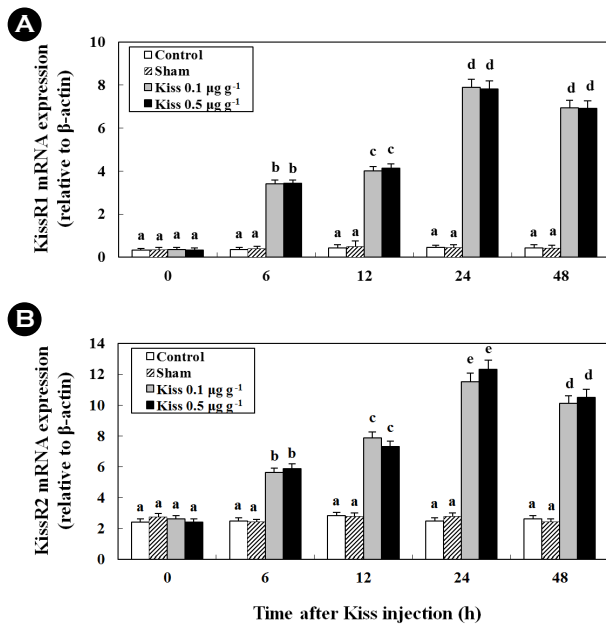 A
KissR1 mRNA expression
(relative to β-actin)
10
8
6
4
2
0
Control
Sham
Kiss 0.1 μg g⁻¹
Kiss 0.5 μg g⁻¹
a a a a
a a b b
a a c c
a a d d
a a d d
0 6 12 24 48
B
KissR2 mRNA expression
(relative to β-actin)
14
12
10
8
6
4
2
0
Control
Sham
Kiss 0.1 μg g⁻¹
Kiss 0.5 μg g⁻¹
a a a a
a a b b
a a c c
a a e e
a a d d
0 6 12 24 48
Time after Kiss injection (h)